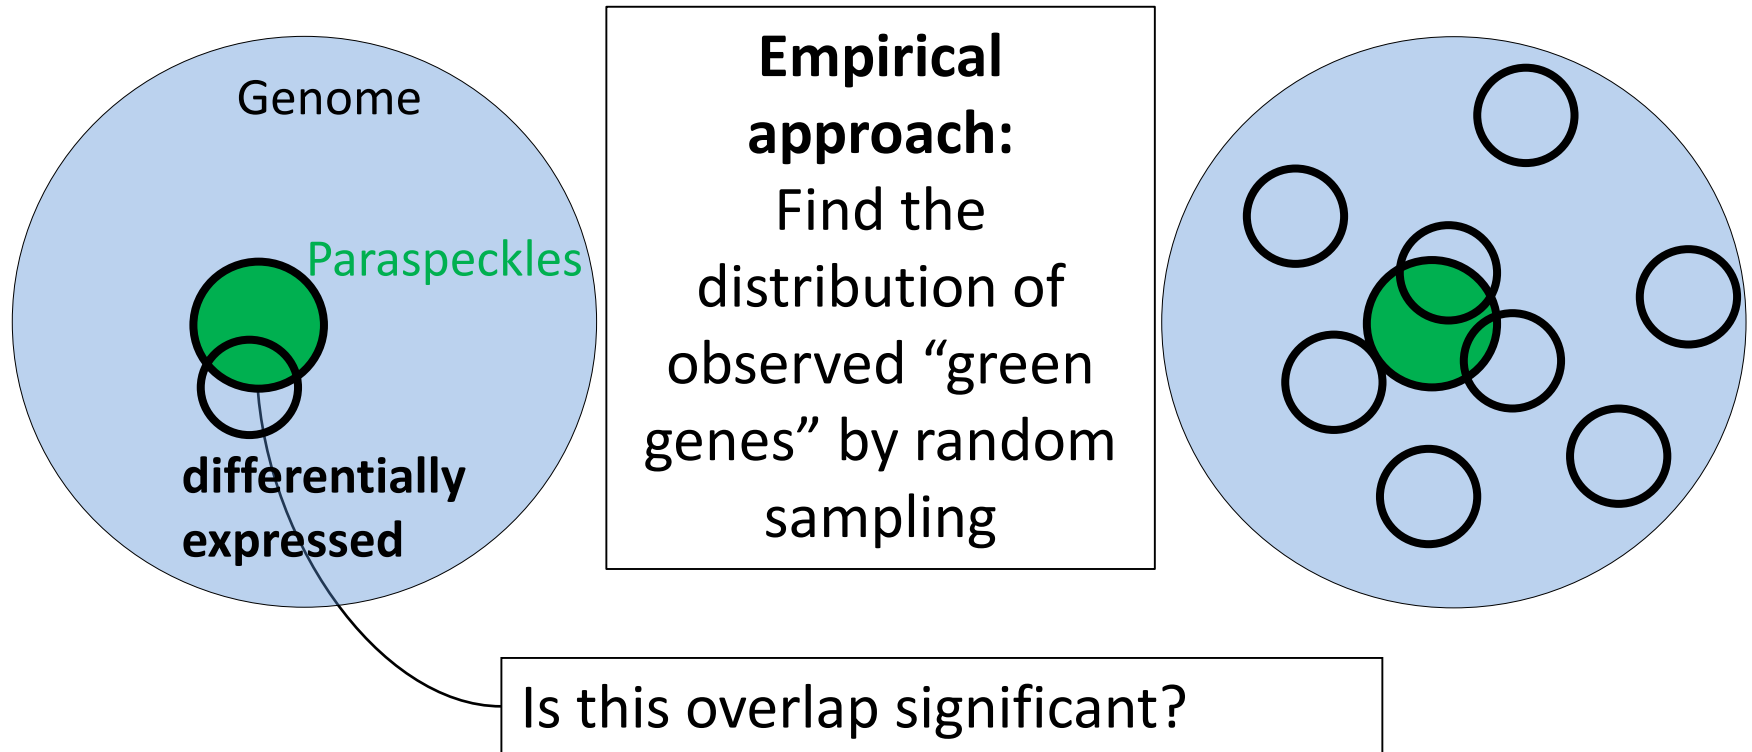 Genome
Paraspeckles
differentially
expressed
Empirical
approach:
Find the
distribution of
observed “green
genes” by random
sampling
Is this overlap significant?